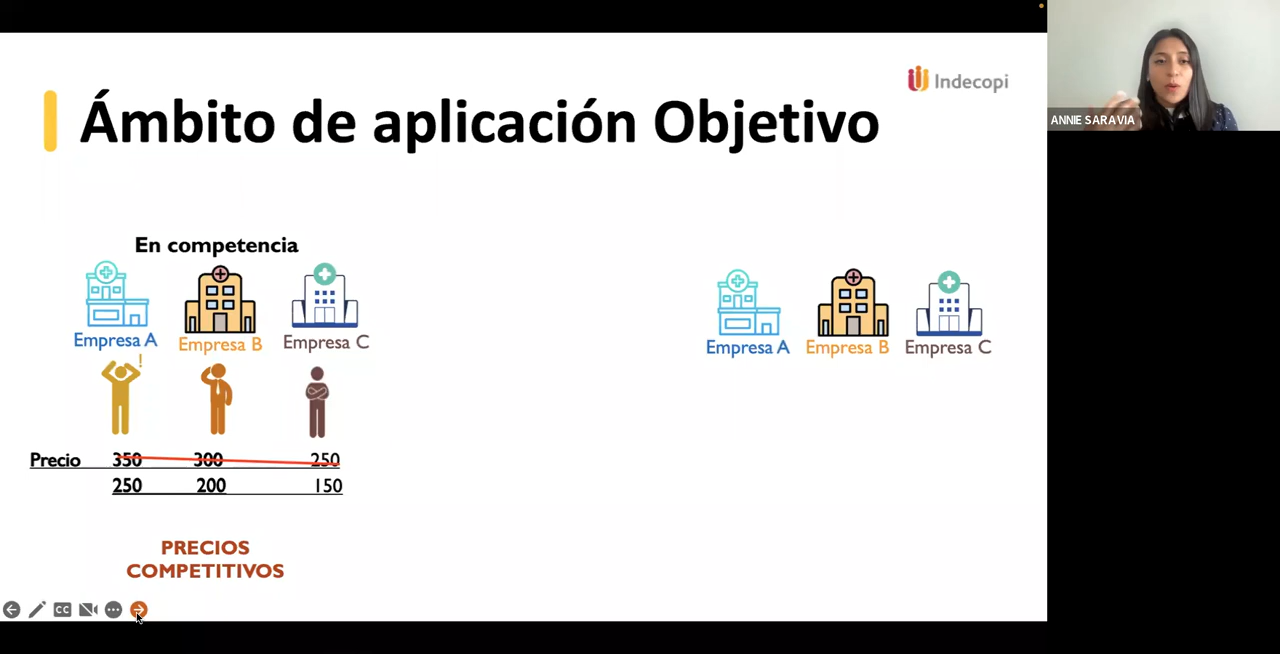 Indecopi
Ámbito de aplicación Objetivo
ANNIE SARAVIA
En competencia
Empresa A Empresa B Empresa C
Empresa A Empresa B Empresa C
!
Precio 350 300 250
250 200 150
PRECIOS
COMPETITIVOS
CC